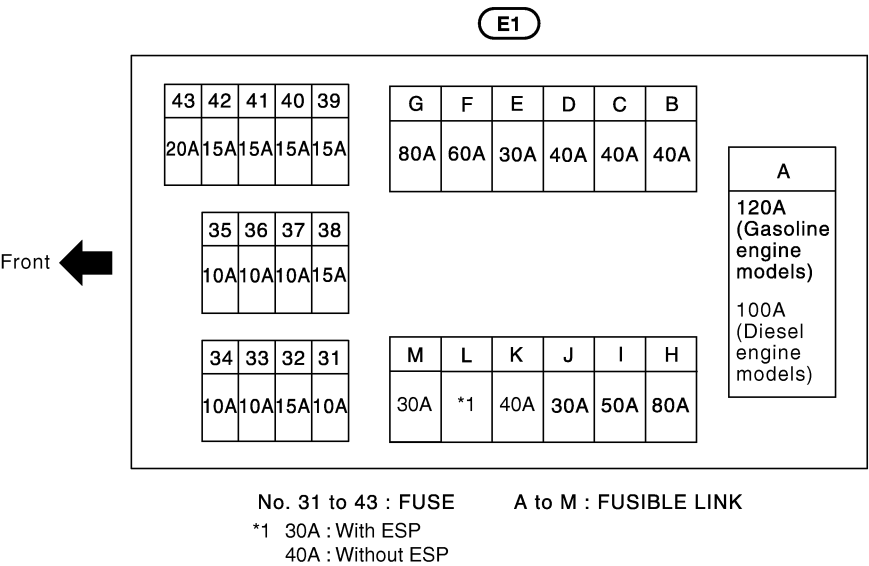 E1
43 42 41 40 39
20A 15A 15A 15A 15A
G F E D C B
80A 60A 30A 40A 40A 40A
A
120A
(Gasoline
engine
models)
100A
(Diesel
engine
models)
35 36 37 38
10A 10A 10A 15A
Front
34 33 32 31
10A 10A 15A 10A
M L K J I H
30A *1 40A 30A 50A 80A
No. 31 to 43 : FUSE
A to M : FUSIBLE LINK
*1 30A : With ESP
40A : Without ESP